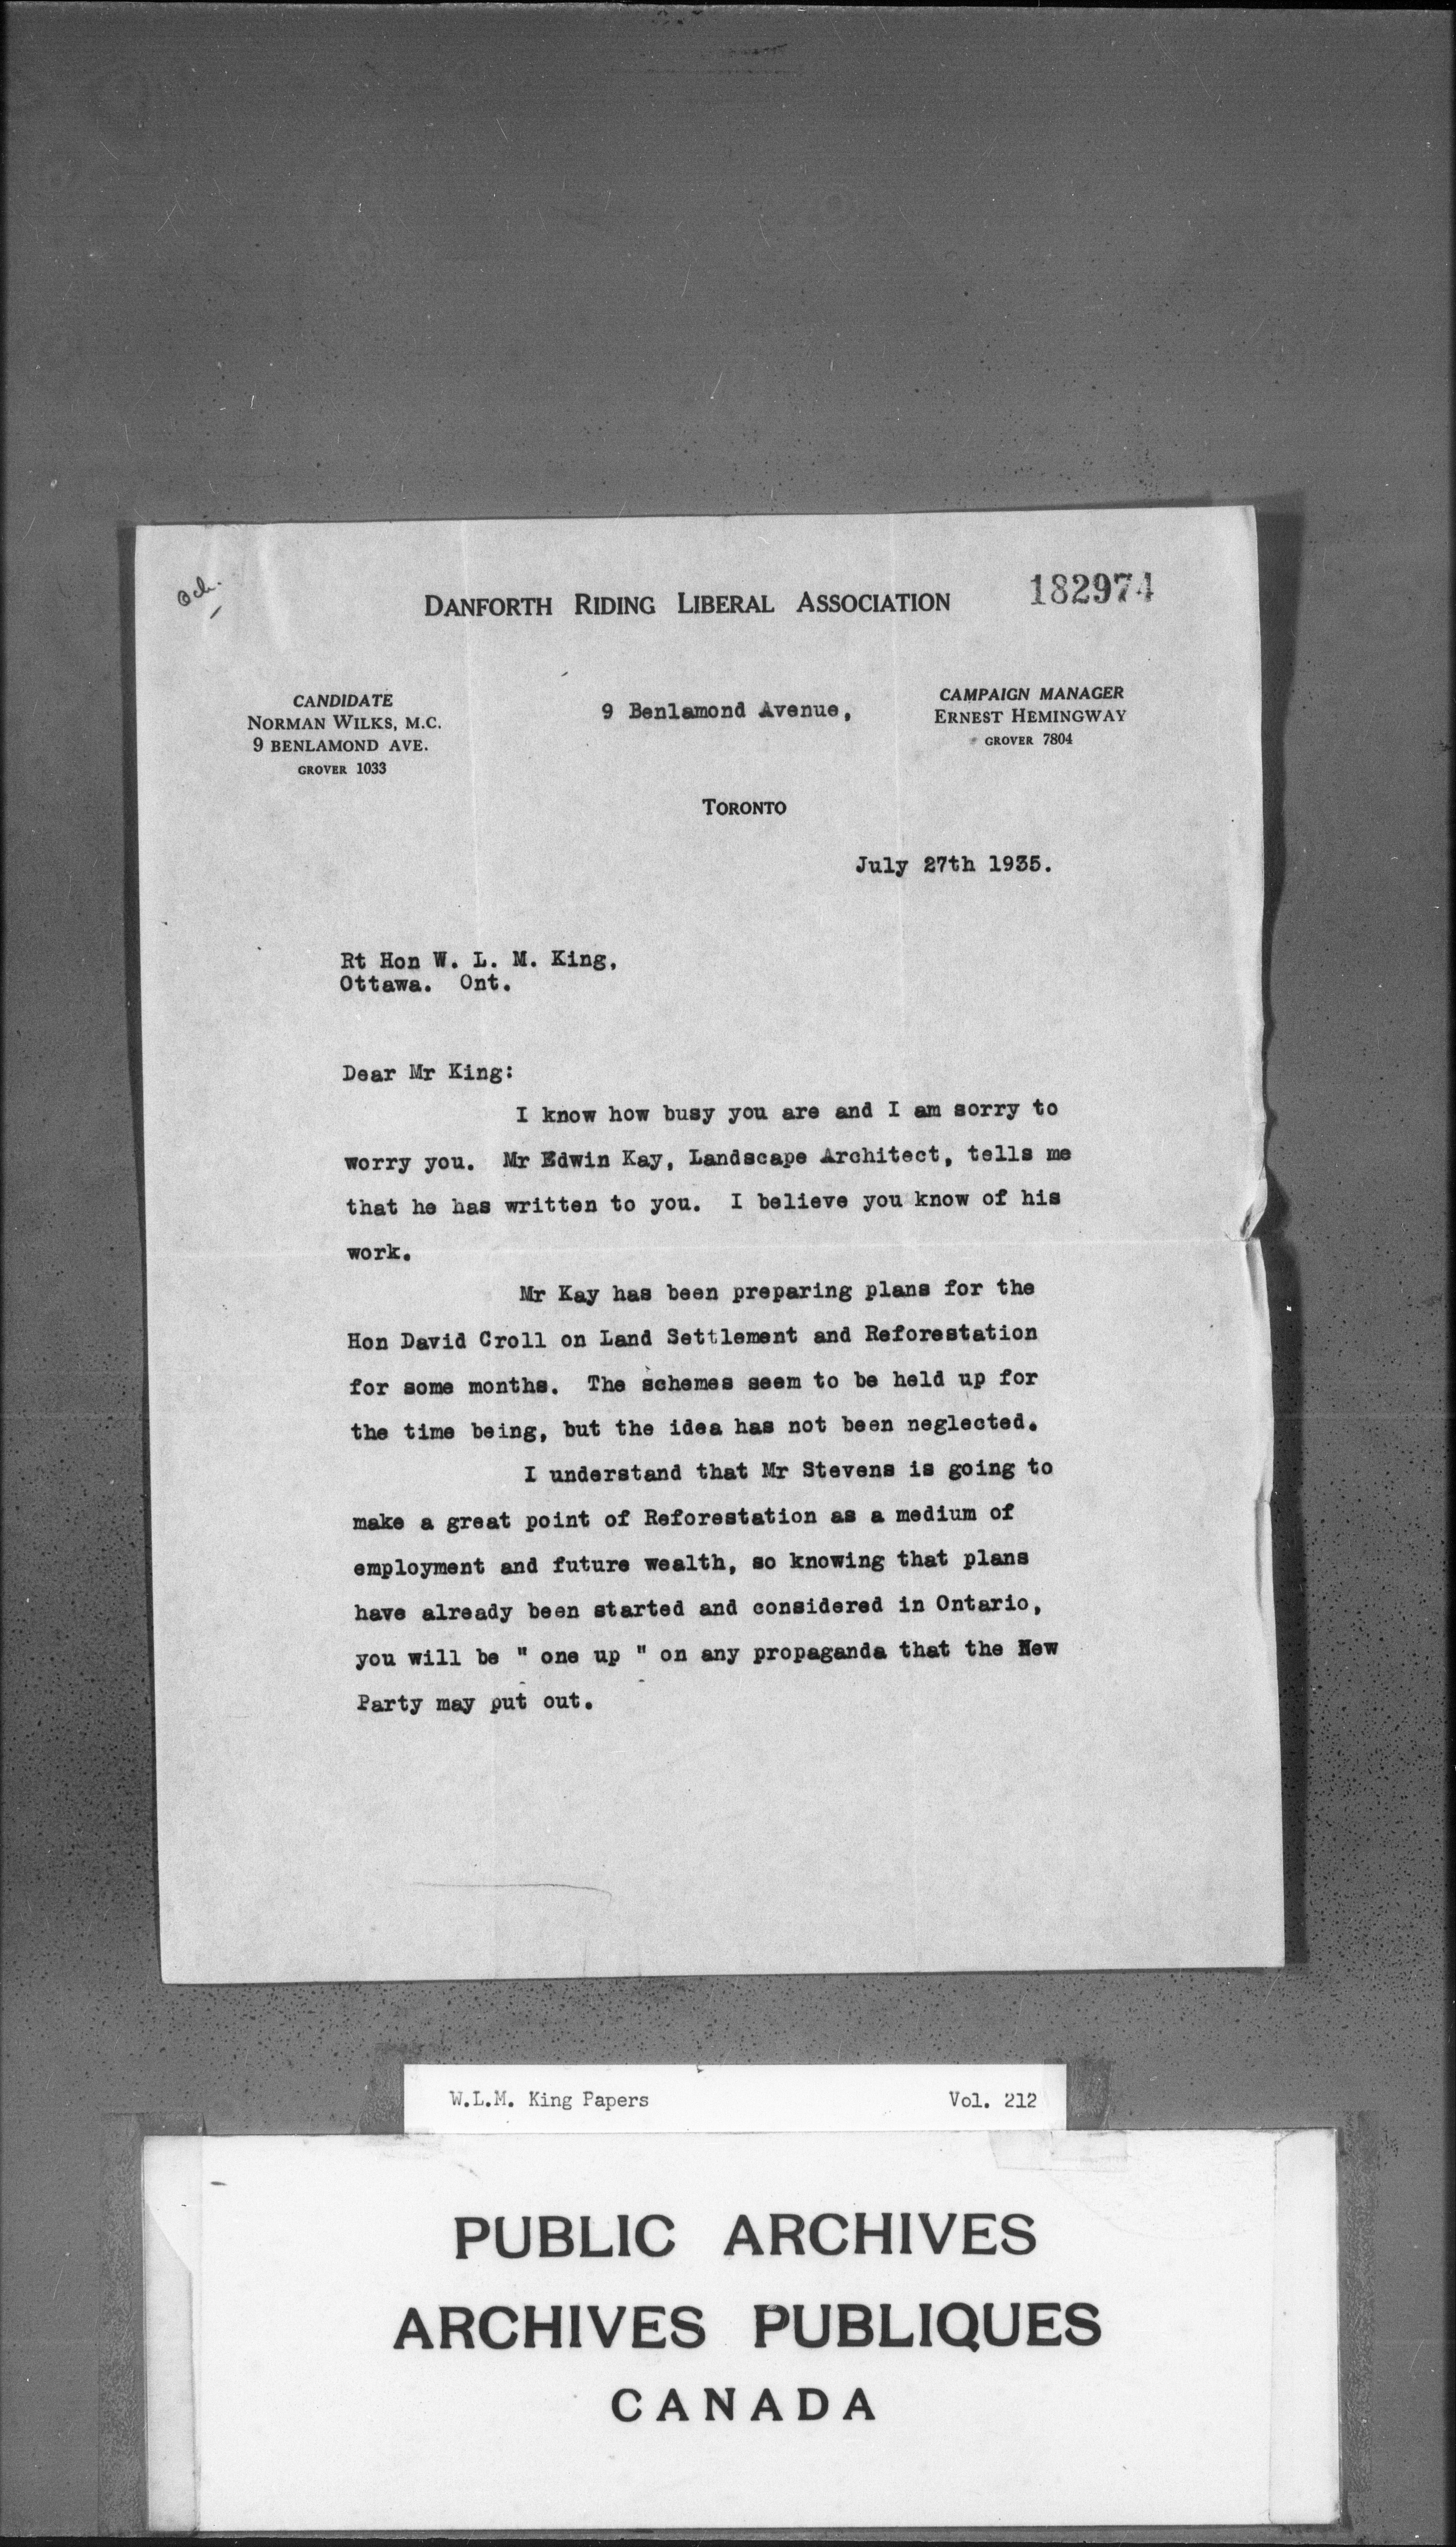 Ack.
DANFORTH RIDING LIBERAL ASSOCIATION
182974
CANDIDATE
NORMAN WILKS, M.C.
9 BENLAMOND AVE.
GROVER 1033
9 Benlamond Avenue,
CAMPAIGN MANAGER
ERNEST HEMINGWAY
GROVER 7804
TORONTO
July 27th 1935.
Rt Hon W. L. M. King,
Ottawa. Ont.
Dear Mr King:
I know how busy you are and I am sorry to
worry you. Mr Edwin Kay, Landscape Architect, tells me
that he has written to you. I believe you know of his
work.
Mr Kay has been preparing plans for the
Hon David Croll on Land Settlement and Reforestation
for some months. The schemes seem to be held up for
the time being, but the idea has not been neglected.
I understand that Mr Stevens is going to
make a great point of Reforestation as a medium of
employment and future wealth, so knowing that plans
have already been started and considered in Ontario,
you will be " one up " on any propaganda that the New
Party may put out.
W.L.M. King Papers Vol. 212
PUBLIC ARCHIVES
ARCHIVES PUBLIQUES
CANADA